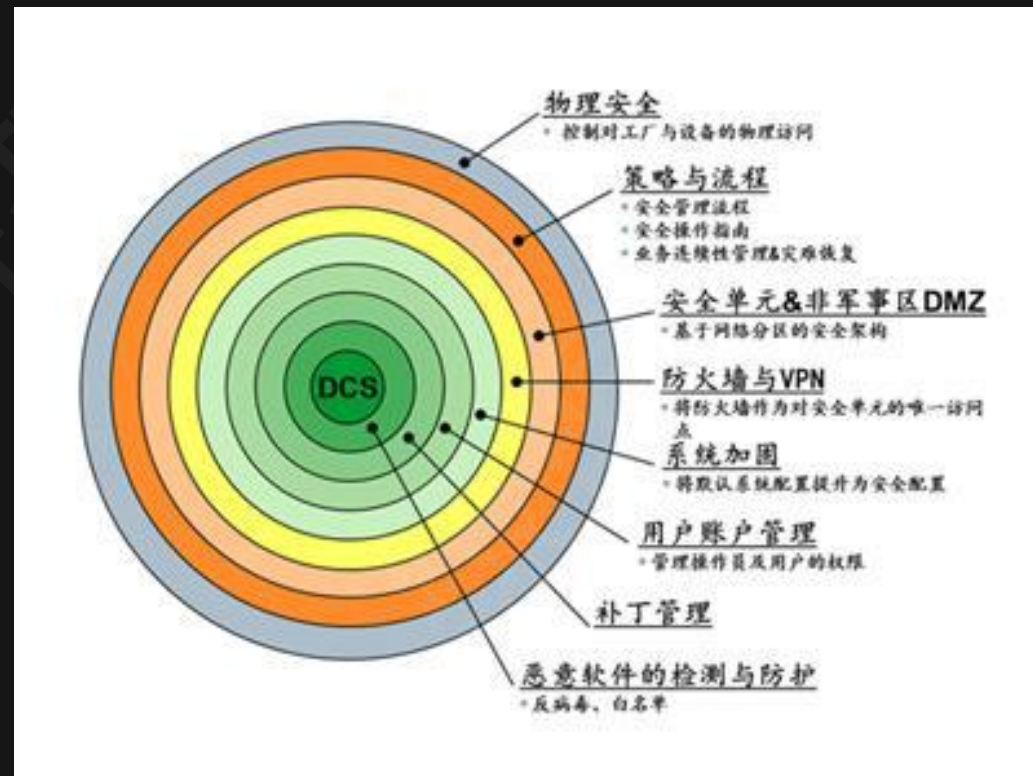 物理安全
• 控制对工厂与设备的物理访问
策略与流程
• 安全管理流程
• 安全操作指南
• 业务连续性管理&灾难恢复
安全单元&非军事区DMZ
• 基于网络分区的安全架构
防火墙与VPN
• 将防火墙作为对安全单元的唯一访问
点
系统加固
• 将默认系统配置提升为安全配置
用户账户管理
• 管理操作员及用户的权限
补丁管理
恶意软件的检测与防护
• 反病毒、白名单
DCS